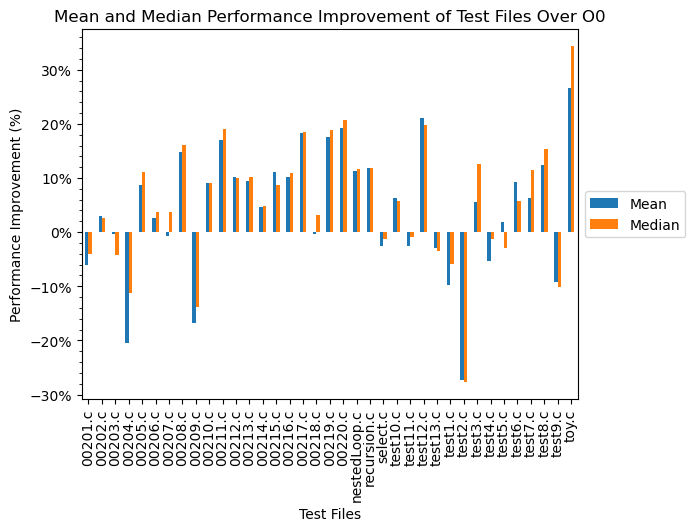 Mean and Median Performance Improvement of Test Files Over O0
Performance Improvement (%)
30%
20%
10%
0%
−10%
−20%
−30%
Mean
Median
00201.c
00202.c
00203.c
00204.c
00205.c
00206.c
00207.c
00208.c
00209.c
00210.c
00211.c
00212.c
00213.c
00214.c
00215.c
00216.c
00217.c
00218.c
00219.c
00220.c
nestedLoop.c
recursion.c
select.c
test10.c
test11.c
test12.c
test13.c
test1.c
test2.c
test3.c
test4.c
test5.c
test6.c
test7.c
test8.c
test9.c
toy.c
Test Files